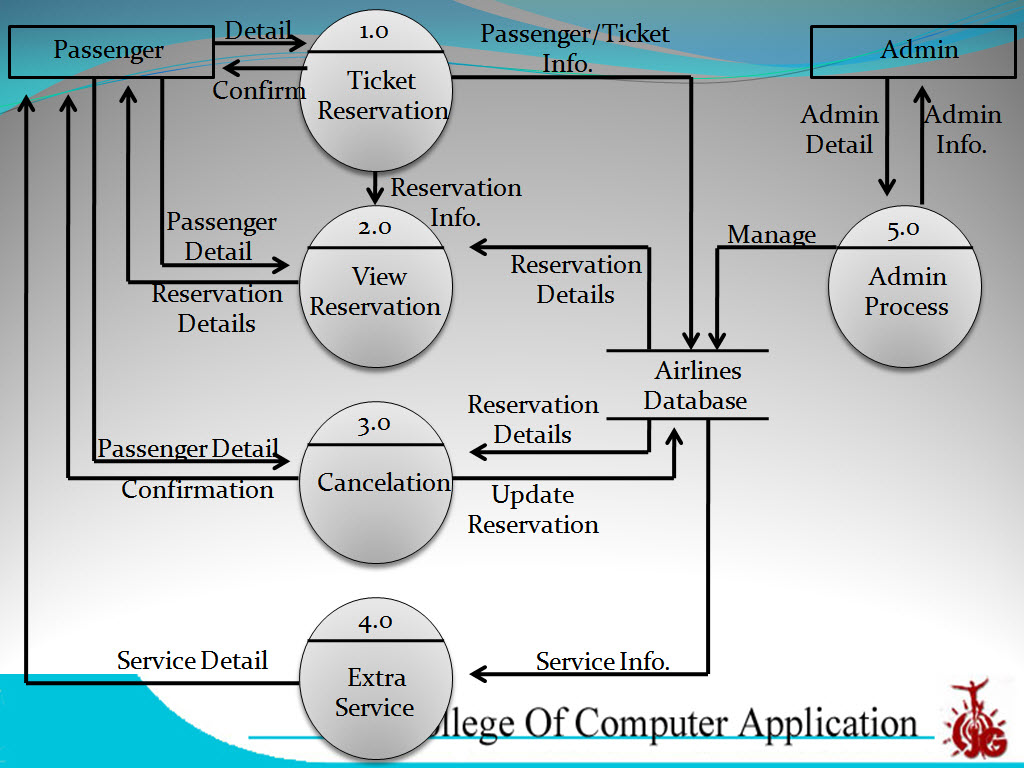 Passenger
Detail
Confirm
1.0
Ticket
Reservation
Passenger/Ticket
Info.
Admin
Admin
Detail
Admin
Info.
Reservation
Info.
Passenger
Detail
Reservation
Details
2.0
View
Reservation
Reservation
Details
Manage
5.0
Admin
Process
Airlines
Database
Passenger Detail
Confirmation
3.0
Cancelation
Reservation
Details
Update
Reservation
Service Detail
4.0
Extra
Service
Service Info.
llege Of Computer Application